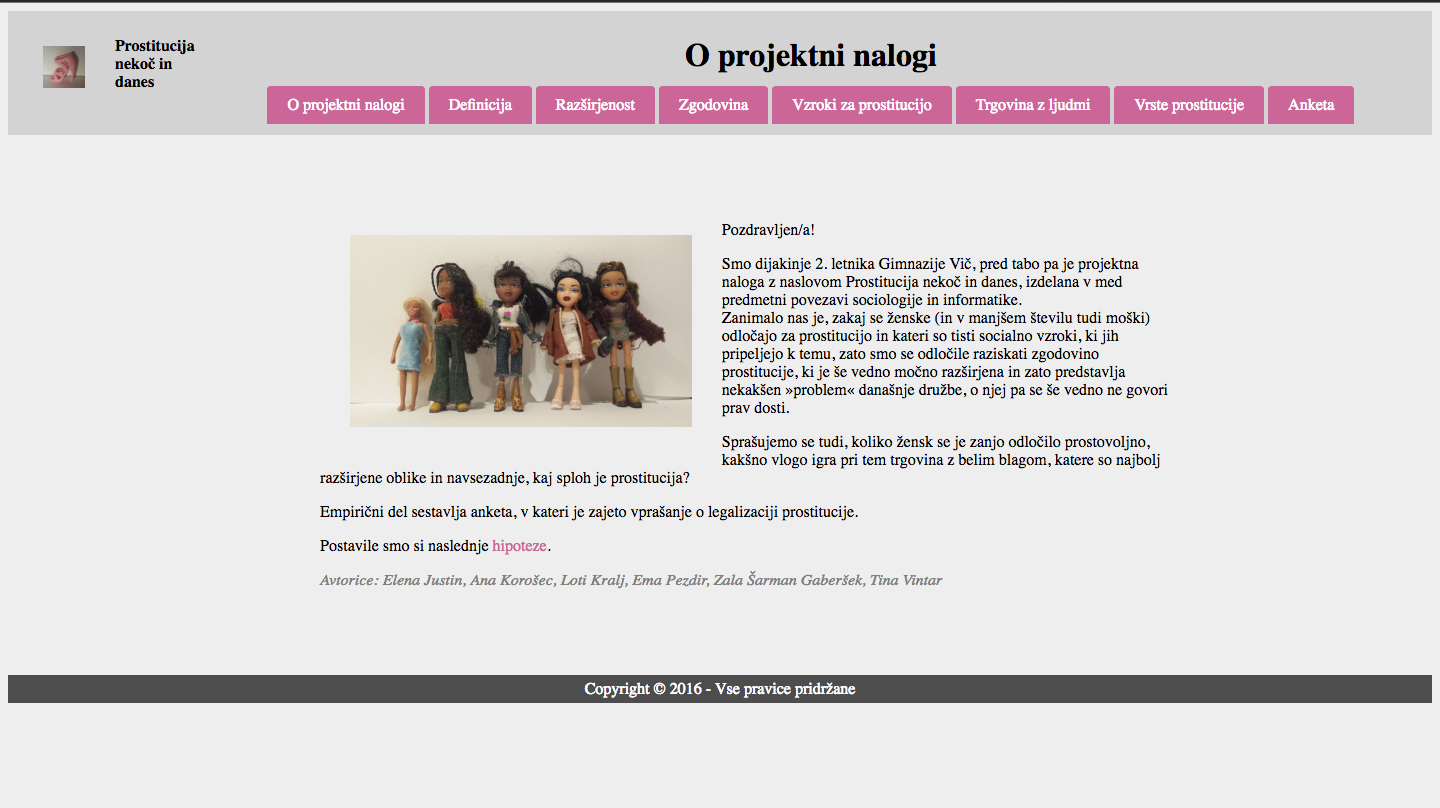 Prostitucija
nekoč in
danes
O projektni nalogi
O projektni nalogi
Definicija
Razširjenost
Zgodovina
Vzroki za prostitucijo
Trgovina z ljudmi
Vrste prostitucije
Anketa
Pozdravljen/a!
Smo dijakinje 2. letnika Gimnazije Vič, pred tabo pa je projektna
naloga z naslovom Prostitucija nekoč in danes, izdelana v med
predmetni povezavi sociologije in informatike.
Zanimalo nas je, zakaj se ženske (in v manjšem številu tudi moški)
odločajo za prostitucijo in kateri so tisti socialno vzroki, ki jih
pripeljejo k temu, zato smo se odločile raziskati zgodovino
prostitucije, ki je še vedno močno razširjena in zato predstavlja
nekakšen »problem« današnje družbe, o njej pa se še vedno ne govori
prav dosti.
Sprašujemo se tudi, koliko žensk se je zanjo odločilo prostovoljno,
kakšno vlogo igra pri tem trgovina z belim blagom, katere so najbolj
razširjene oblike in navsezadnje, kaj sploh je prostitucija?
Empirični del sestavlja anketa, v kateri je zajeto vprašanje o legalizaciji prostitucije.
Postavile smo si naslednje hipoteze.
Avtorice: Elena Justin, Ana Korošec, Loti Kralj, Ema Pezdir, Zala Šarman Gaberšek, Tina Vintar
Copyright © 2016 - Vse pravice pridržane